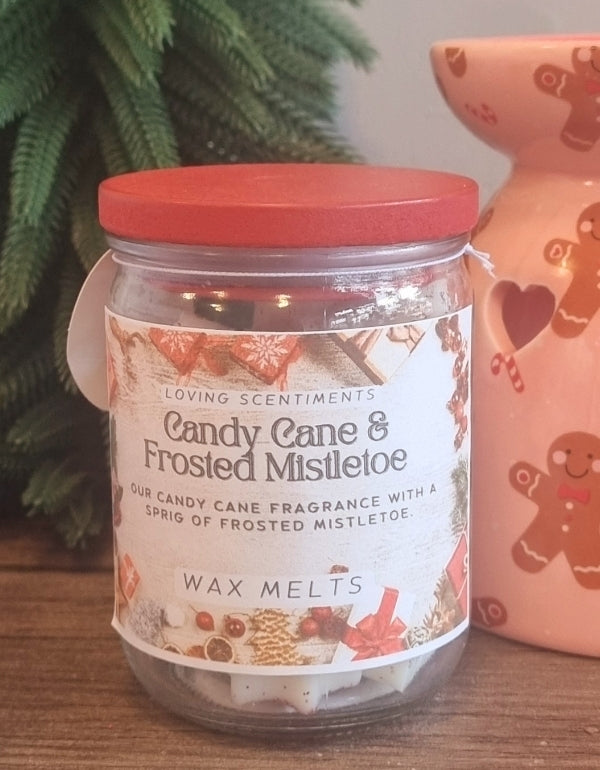 LOVING SCENTIMENTS
Candy Cane &
Frosted Mistletoe
OUR CANDY CANE FRAGRANCE WITH A
SPRIG OF FROSTED MISTLETOE.
WAX MELTS